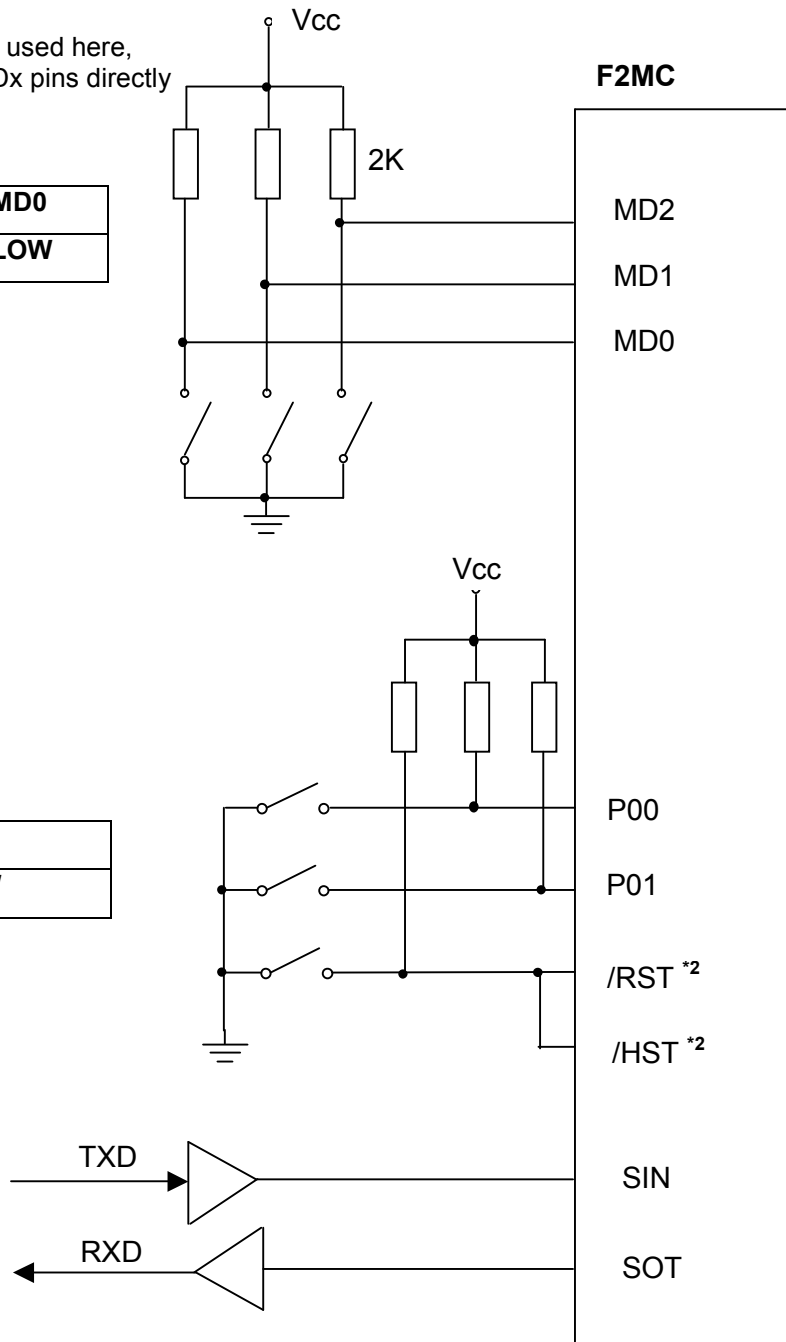 Vcc
used here,
pins directly
F2MC
2K
MD0
LOW
MD2
MD1
MD0
Vcc
P00
P01
/RST *2
/HST *2
TXD
SIN
RXD
SOT